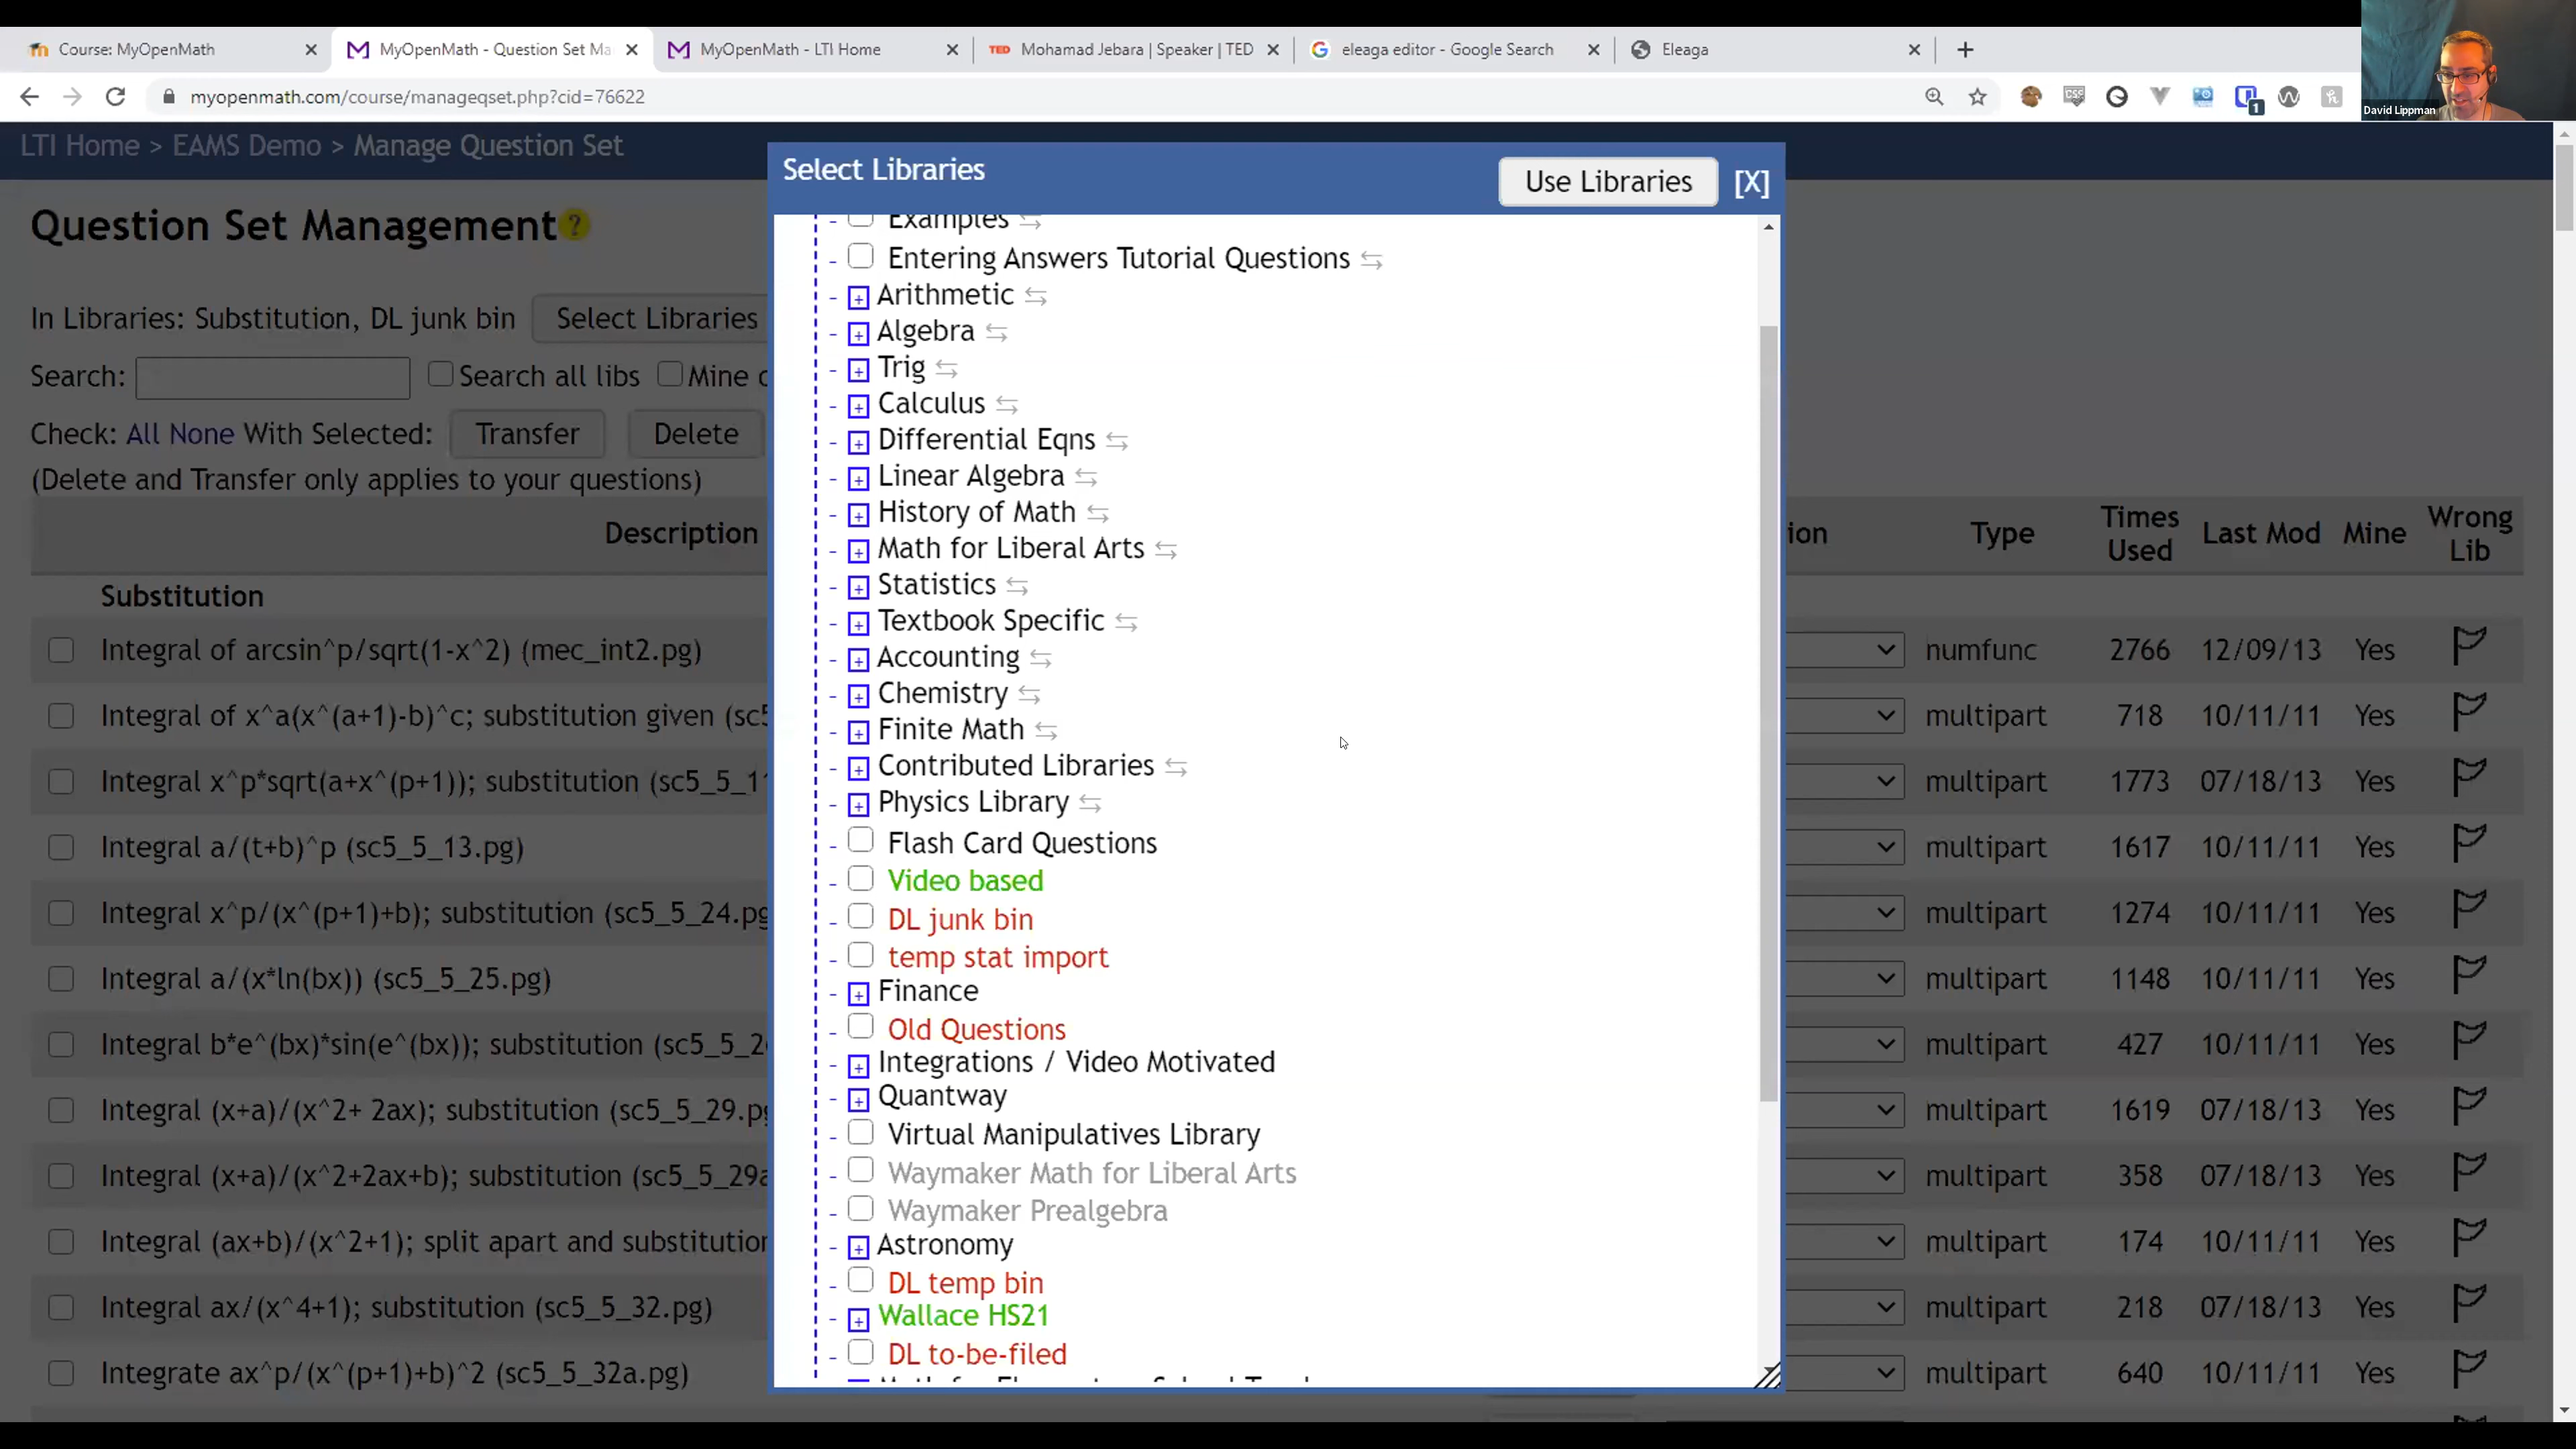 Course: MyOpenMath
MyOpenMath - Question Set Ma
MyOpenMath - LTI Home
TED Mohamad Jebara | Speaker | TED
eleaga editor - Google Search
Eleaga
myopenmath.com/course/manageqset.php?cid=76622
David Lippman
LTI Home > EAMS Demo > Manage Question Set
Select Libraries
Use Libraries
[X]
Question Set Management ?
In Libraries: Substitution, DL junk bin
Select Libraries
Search:
Search all libs
Mine o
Check: All None With Selected:
Transfer
Delete
(Delete and Transfer only applies to your questions)
Description
ion
Type
Times Used
Last Mod
Mine
Wrong Lib
Substitution
Integral of arcsin^p/sqrt(1-x^2) (mec_int2.pg)
numfunc 2766 12/09/13 Yes
Integral of x^a(x^(a+1)-b)^c; substitution given (sc5
multipart 718 10/11/11 Yes
Integral x^p*sqrt(a+x^(p+1)); substitution (sc5_5_11
multipart 1773 07/18/13 Yes
Integral a/(t+b)^p (sc5_5_13.pg)
multipart 1617 10/11/11 Yes
Integral x^p/(x^(p+1)+b); substitution (sc5_5_24.pg
multipart 1274 10/11/11 Yes
Integral a/(x*ln(bx)) (sc5_5_25.pg)
multipart 1148 10/11/11 Yes
Integral b*e^(bx)*sin(e^(bx)); substitution (sc5_5_2
multipart 427 10/11/11 Yes
Integral (x+a)/(x^2+ 2ax); substitution (sc5_5_29.pg
multipart 1619 07/18/13 Yes
Integral (x+a)/(x^2+2ax+b); substitution (sc5_5_29a
multipart 358 07/18/13 Yes
Integral (ax+b)/(x^2+1); split apart and substitution
multipart 174 10/11/11 Yes
Integral ax/(x^4+1); substitution (sc5_5_32.pg)
multipart 218 07/18/13 Yes
Integrate ax^p/(x^(p+1)+b)^2 (sc5_5_32a.pg)
multipart 640 10/11/11 Yes
Examples
Entering Answers Tutorial Questions
Arithmetic
Algebra
Trig
Calculus
Differential Eqns
Linear Algebra
History of Math
Math for Liberal Arts
Statistics
Textbook Specific
Accounting
Chemistry
Finite Math
Contributed Libraries
Physics Library
Flash Card Questions
Video based
DL junk bin
temp stat import
Finance
Old Questions
Integrations / Video Motivated
Quantway
Virtual Manipulatives Library
Waymaker Math for Liberal Arts
Waymaker Prealgebra
Astronomy
DL temp bin
Wallace HS21
DL to-be-filed